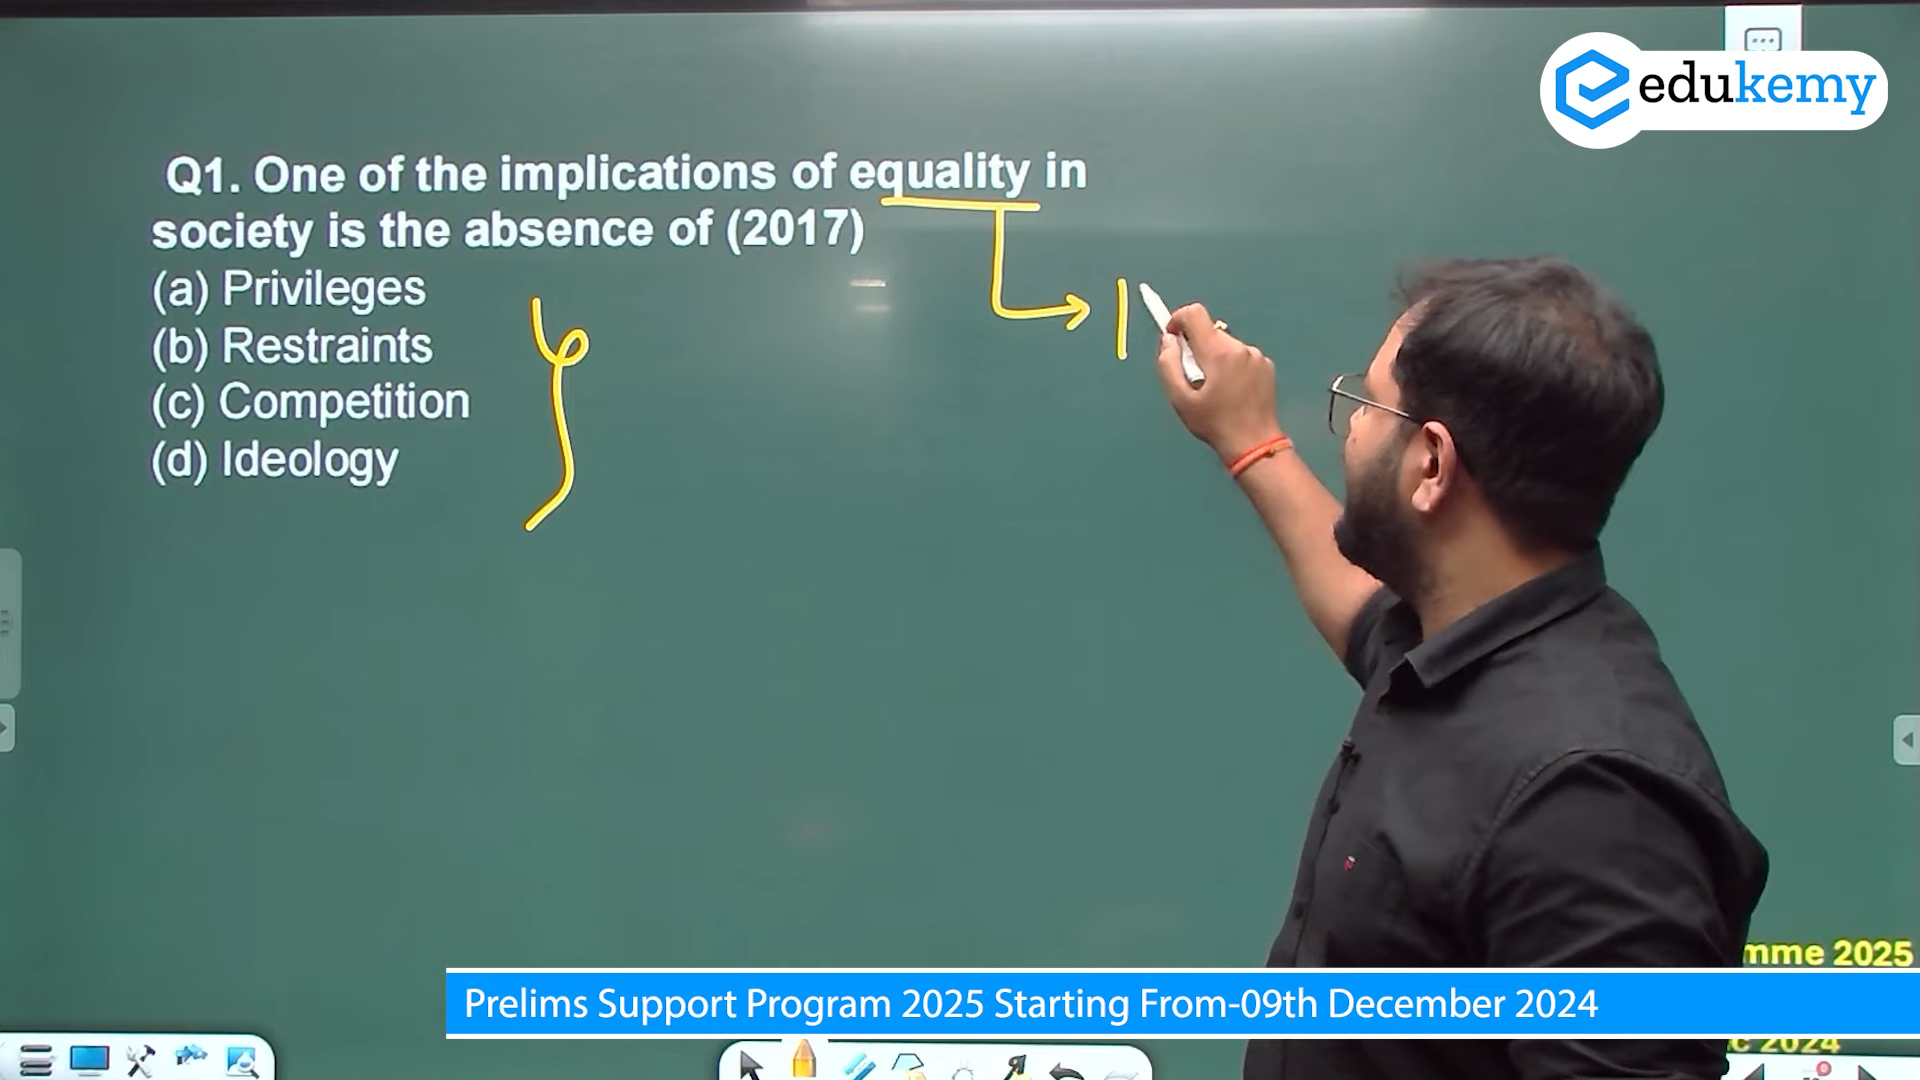 edukemy
Q1. One of the implications of equality in
society is the absence of (2017)
(a) Privileges
(b) Restraints
(c) Competition
(d) Ideology
mme 2025
Prelims Support Program 2025 Starting From-09th December 2024
c 2024